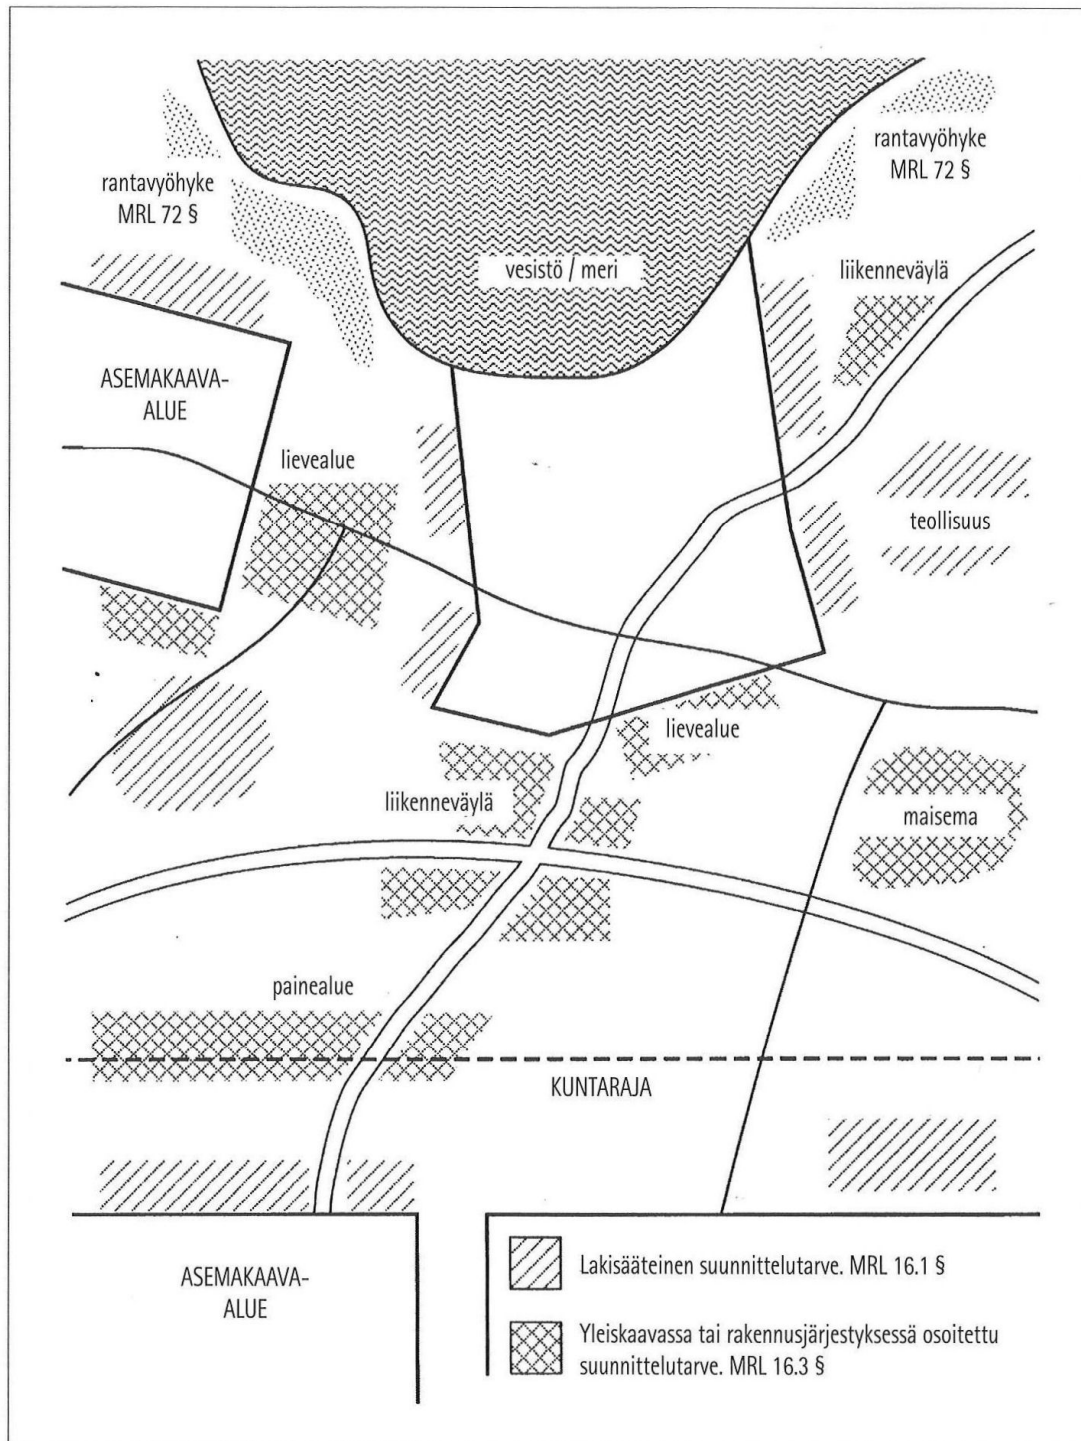 rantavyöhyke
MRL 72 §
rantavyöhyke
MRL 72 §
vesistö / meri
liikenneväylä
ASEMAKAAVA-
ALUE
lievealue
teollisuus
lievealue
liikenneväylä
maisema
painealue
KUNTARAJA
ASEMAKAAVA-
ALUE
Lakisääteinen suunnittelutarve. MRL 16.1 §
Yleiskaavassa tai rakennusjärjestyksessä osoitettu
suunnittelutarve. MRL 16.3 §